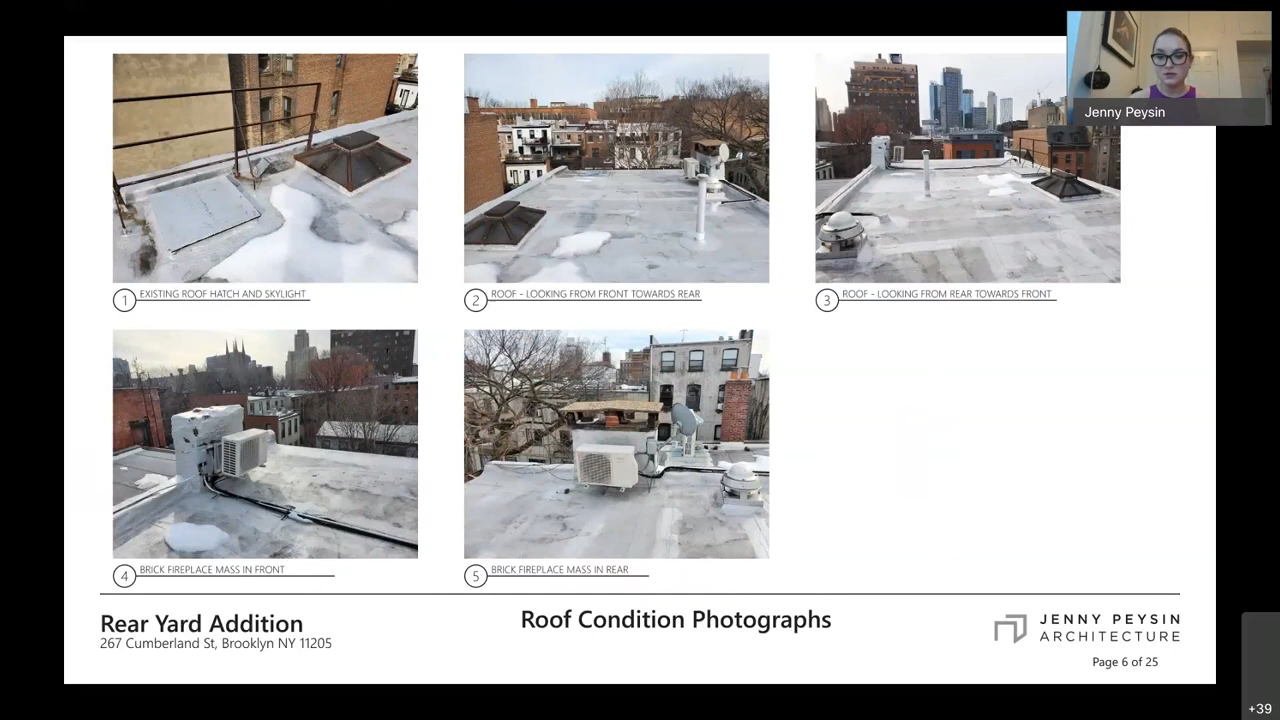 Jenny Peysin
1 EXISTING ROOF HATCH AND SKYLIGHT
2 ROOF - LOOKING FROM FRONT TOWARDS REAR
3 ROOF - LOOKING FROM REAR TOWARDS FRONT
4 BRICK FIREPLACE MASS IN FRONT
5 BRICK FIREPLACE MASS IN REAR
Rear Yard Addition
267 Cumberland St, Brooklyn NY 11205
Roof Condition Photographs
JENNY PEYSIN
ARCHITECTURE
Page 6 of 25
+39